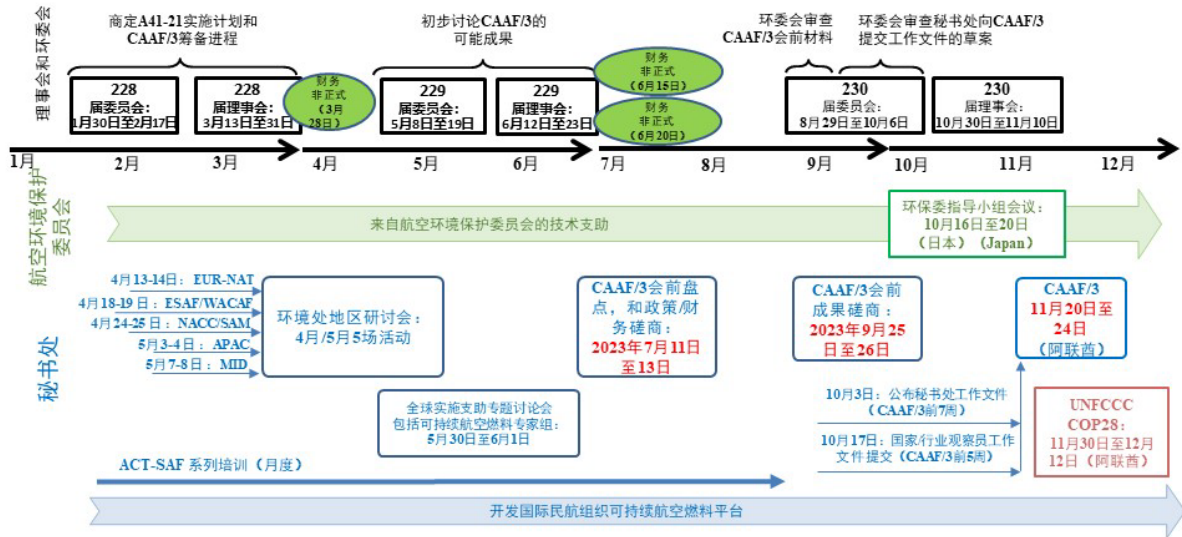 理事会和环委会
商定A41-21实施计划和
CAAF/3筹备进程
初步讨论CAAF/3的
可能成果
环委会审查
CAAF/3会前材料
环委会审查秘书处向CAAF/3
提交工作文件的草案
228
届委员会：
1月30日至2月17日
228
届理事会：
3月13日至31日
财务
非正式
（3月
28日）
229
届委员会：
5月8日至19日
229
届理事会：
6月12日至23日
财务
非正式
（6月15日）
财务
非正式
（6月20日）
230
届委员会：
8月29日至10月6日
230
届理事会：
10月30日至11月10日
1月
2月
3月
4月
5月
6月
7月
8月
9月
10月
11月
12月
航空环境保护
委员会
来自航空环境保护委员会的技术支助
环保委指导小组会议：
10月16日至20日
（日本）(Japan)
秘书处
4月13-14日：EUR-NAT
4月18-19日：ESAF/WACAF
4月24-25日：NACC/SAM
5月3-4日：APAC
5月7-8日：MID
环境处地区研讨会：
4月/5月5场活动
CAAF/3会前盘
点，和政策/财
务磋商：
2023年7月11日
至13日
CAAF/3会前
成果磋商：
2023年9月25
日至26日
CAAF/3
11月20日至
24日
（阿联酋）
全球实施支助专题讨论会
包括可持续航空燃料专家组：
5月30日至6月1日
10月3日：公布秘书处工作文件
（CAAF/3前7周）
10月17日：国家/行业观察员工作
文件提交（CAAF/3前5周）
UNFCCC
COP28:
11月30日至12月
12日（阿联酋）
ACT-SAF 系列培训（月度）
开发国际民航组织可持续航空燃料平台